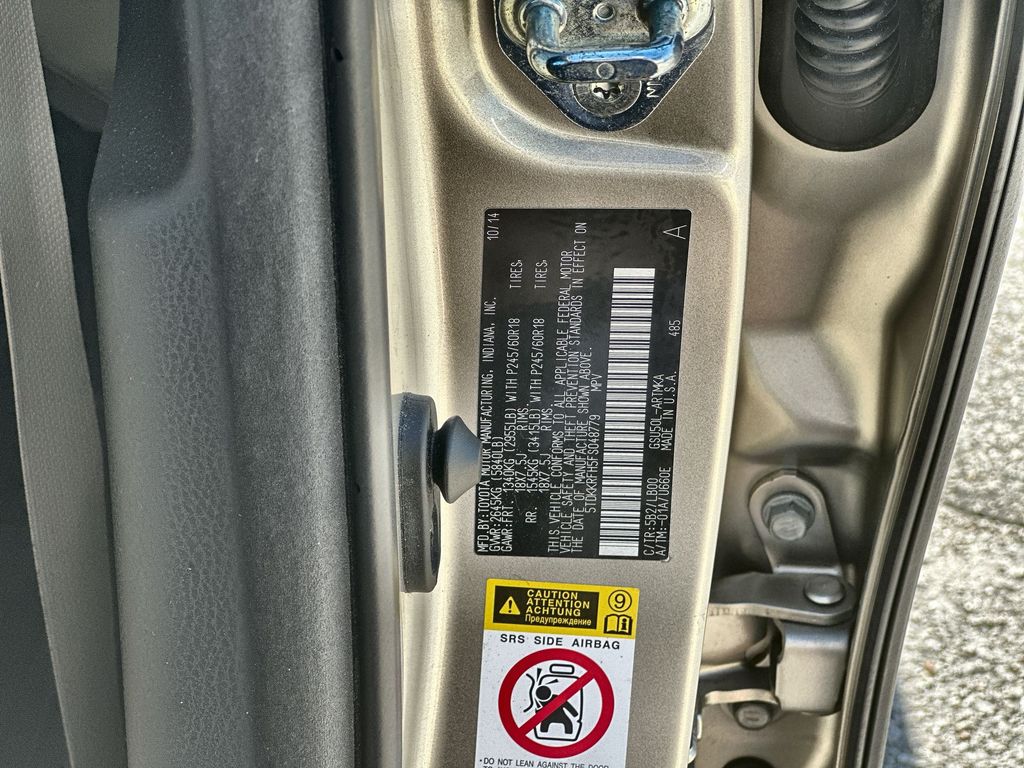 MFD.BY:TOYOTA MOTOR MANUFACTURING, INDIANA, INC. 10/14
GVWR:2645KG (5840LB)
GAWR:FRT. 1340KG (2955LB) WITH P245/60R18 TIRES,
18X7.5J RIMS,
RR. 1545KG (3415LB) WITH P245/60R18 TIRES,
18X7.5J RIMS.
THIS VEHICLE CONFORMS TO ALL APPLICABLE FEDERAL MOTOR
VEHICLE SAFETY AND THEFT PREVENTION STANDARDS IN EFFECT ON
THE DATE OF MANUFACTURE SHOWN ABOVE.
5TDKKRFH5FS048779 MPV
C/TR:5B2/LB00 GSU50L-ARTMKA 485
A/TM:-01A/U660E MADE IN U.S.A.
A
CAUTION
ATTENTION
ACHTUNG
Предупреждение
9
SRS SIDE AIRBAG
• DO NOT LEAN AGAINST THE DOOR